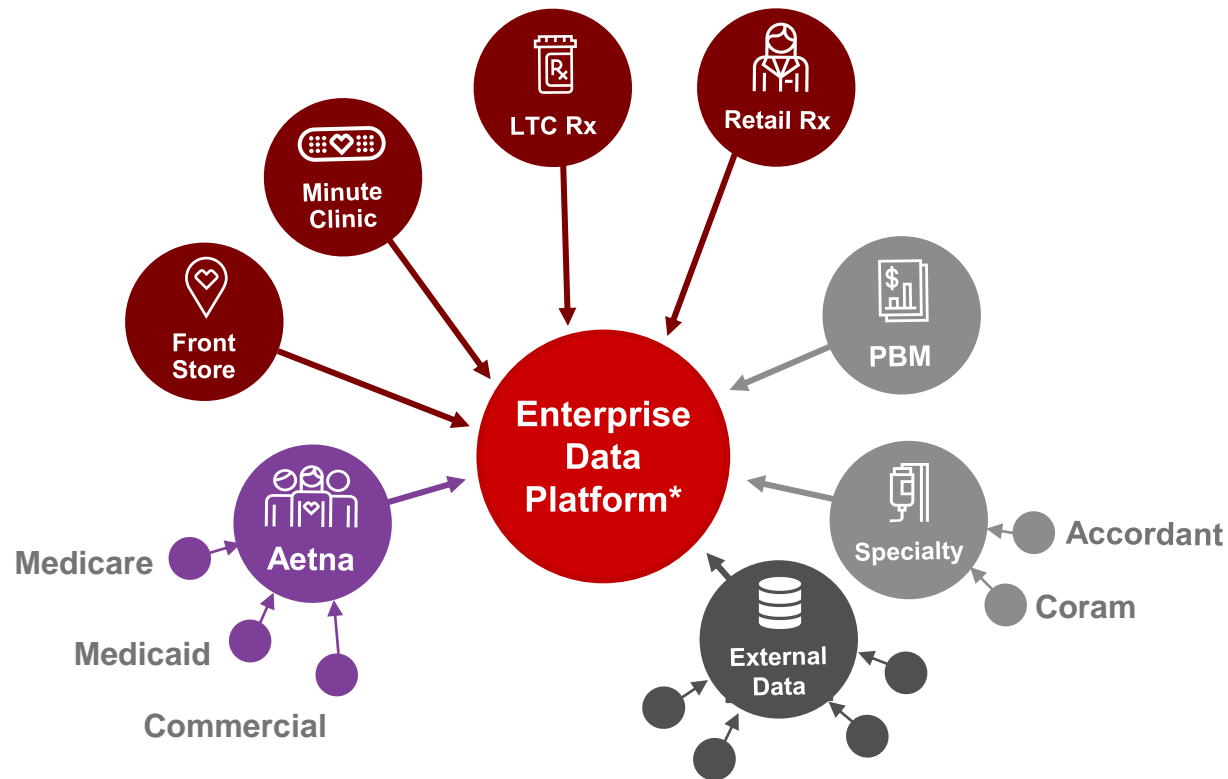 Rx
LTC Rx
Retail Rx
Minute
Clinic
Front
Store
$
PBM
Enterprise
Data
Platform*
Aetna
Medicare
Medicaid
Commercial
Specialty
Accordant
Coram
External
Data